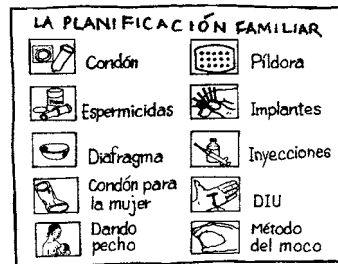 LA PLANIFICACIÓN FAMILIAR
Condón
Píldora
Espermicidas
Implantes
Diafragma
Inyecciones
Condón para
la mujer
DIU
Dando
pecho
Método
del moco